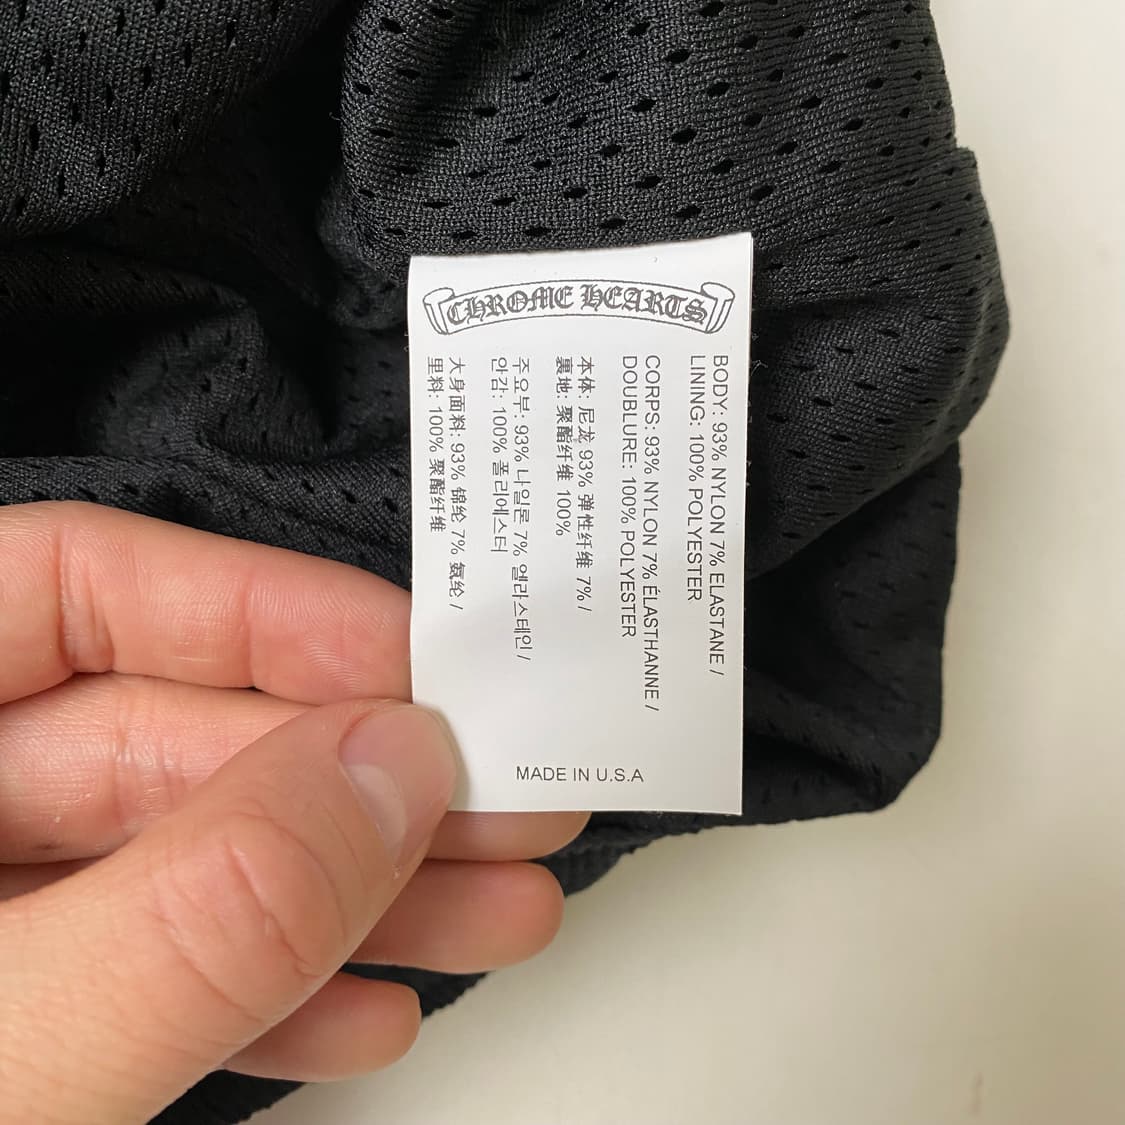 CHROME HEARTS
BODY: 93% NYLON 7% ELASTANE /
LINING: 100% POLYESTER
CORPS: 93% NYLON 7% ÉLASTHANNE /
DOUBLURE: 100% POLYESTER
本体: 尼龙 93% 弹性纤维 7% /
裏地: 聚酯纤维 100%
주요부: 93% 나일론 7% 엘라스테인 /
안감: 100% 폴리에스터
大身面料: 93% 锦纶 7% 氨纶 /
里料: 100% 聚酯纤维
MADE IN U.S.A